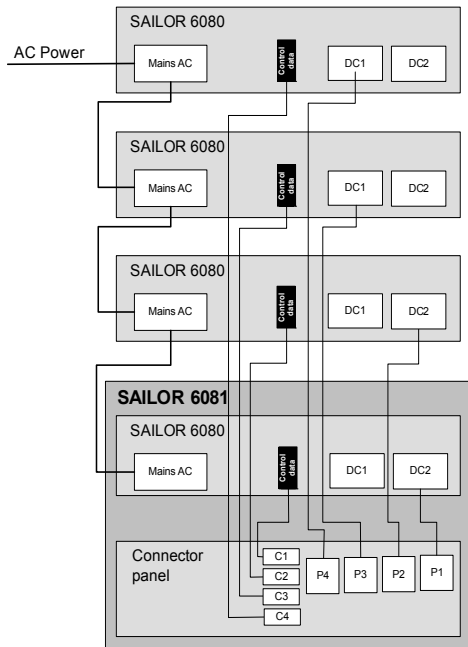 SAILOR 6080
AC Power
Mains AC
Control data
DC1
DC2
SAILOR 6080
Mains AC
Control data
DC1
DC2
SAILOR 6080
Mains AC
Control data
DC1
DC2
SAILOR 6081
SAILOR 6080
Mains AC
Control data
DC1
DC2
Connector
panel
C1
C2
C3
C4
P4
P3
P2
P1